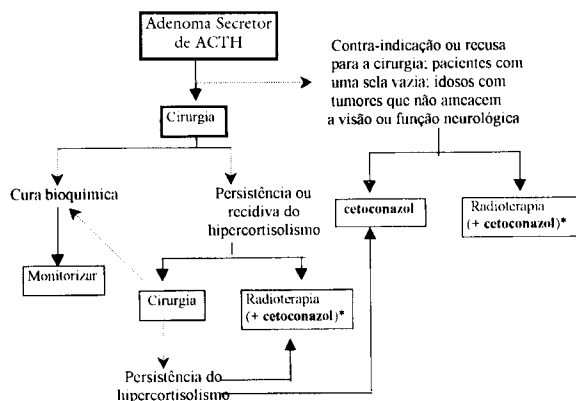 Adenoma Secretor
de ACTH
Contra-indicação ou recusa
para a cirurgia; pacientes com
uma sela vazia; idosos com
tumores que não ameacem
a visão ou função neurológica
Cirurgia
Cura bioquímica
Persistência ou
recidiva do
hipercortisolismo
cetoconazol
Radioterapia
(+ cetoconazol)*
Monitorizar
Cirurgia
Radioterapia
(+ cetoconazol)*
Persistência do
hipercortisolismo